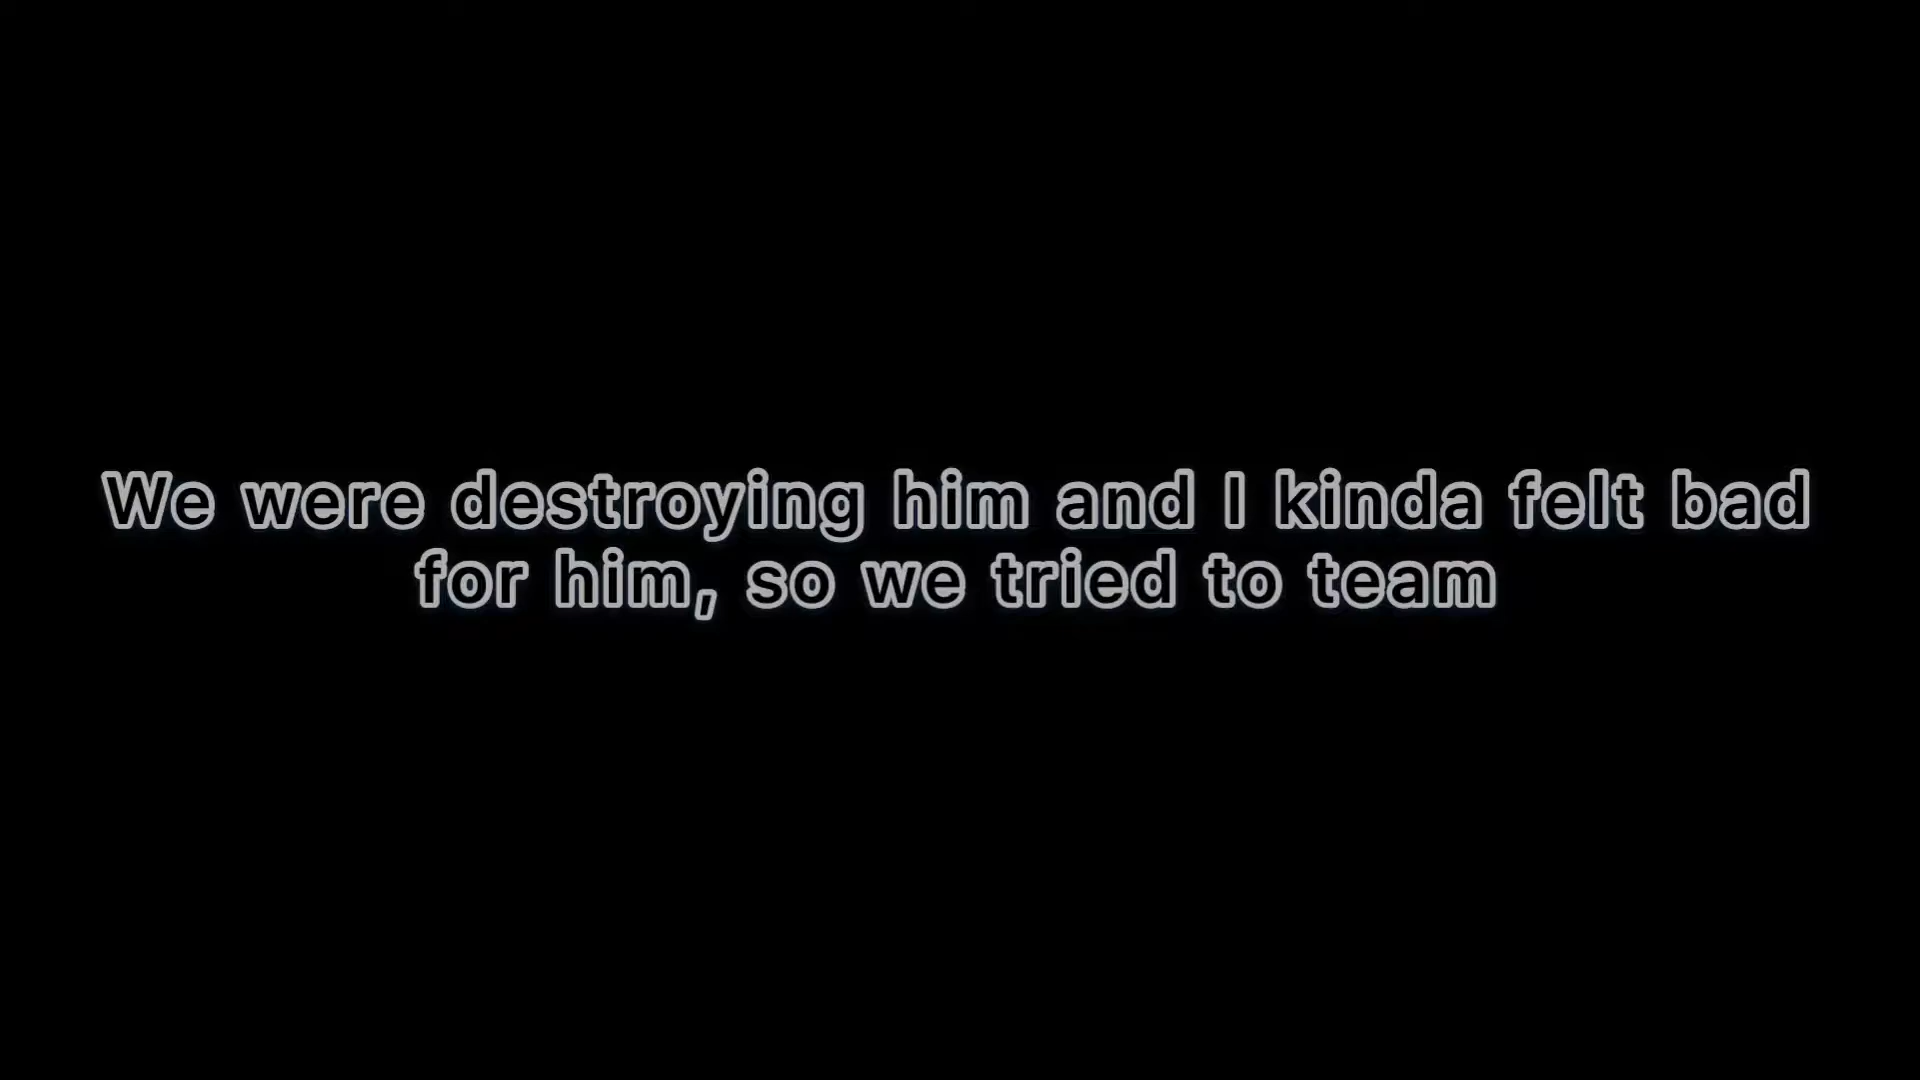 We were destroying him and I kinda felt bad
for him, so we tried to team